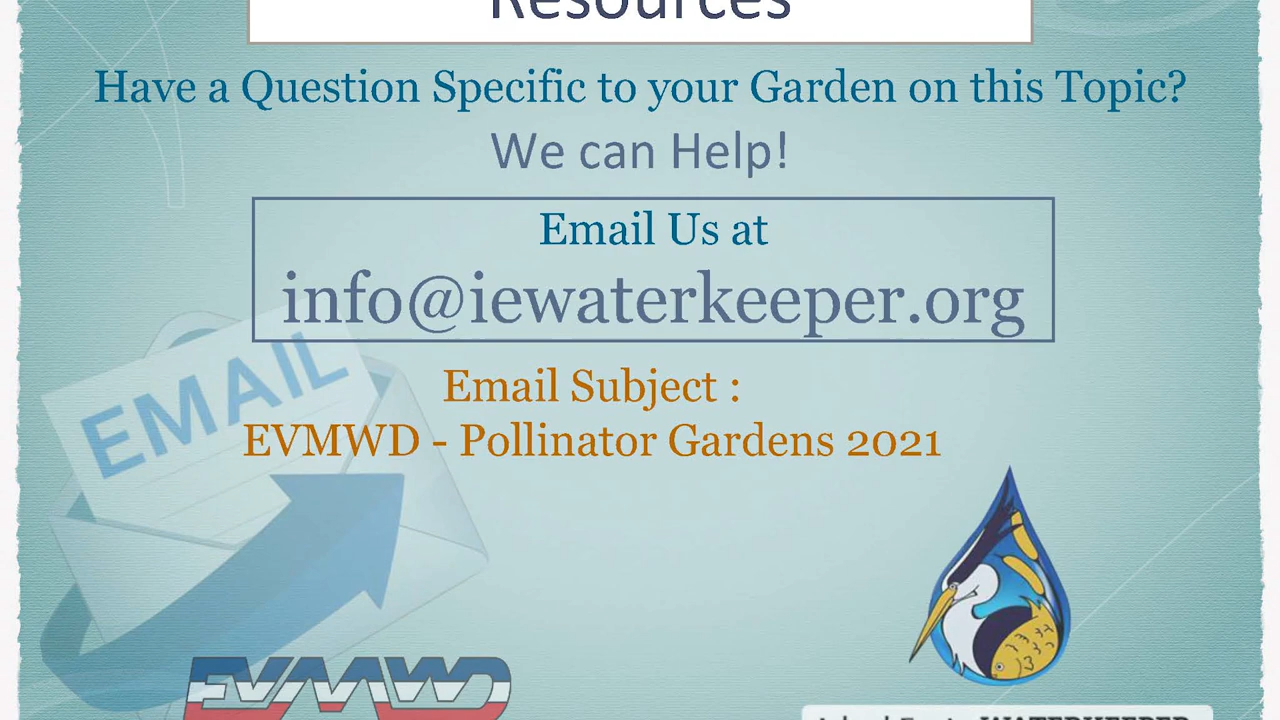 Resources
Have a Question Specific to your Garden on this Topic?
We can Help!
Email Us at
info@iewaterkeeper.org
Email Subject :
EVMWD - Pollinator Gardens 2021
EMAIL
EVMWD